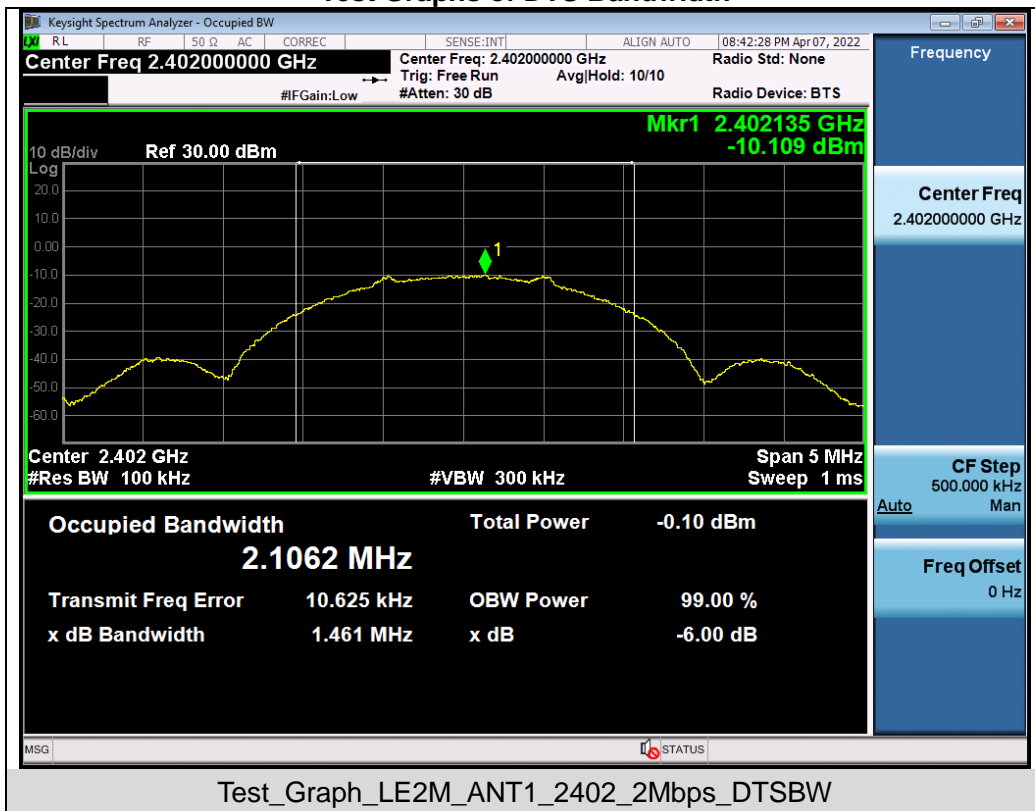 Test Graphs of DTS Bandwidth
Keysight Spectrum Analyzer - Occupied BW
LXI RL RF 50 Ω AC CORREC SENSE:INT ALIGN AUTO 08:42:28 PM Apr 07, 2022
Center Freq 2.402000000 GHz
Center Freq: 2.402000000 GHz
Radio Std: None
Trig: Free Run Avg|Hold: 10/10
#IFGain:Low
#Atten: 30 dB
Radio Device: BTS
Mkr1 2.402135 GHz
-10.109 dBm
10 dB/div Ref 30.00 dBm
Log
20.0
10.0
0.00
-10.0
-20.0
-30.0
-40.0
-50.0
-60.0
1
Center 2.402 GHz
Span 5 MHz
#Res BW 100 kHz
#VBW 300 kHz
Sweep 1 ms
Occupied Bandwidth
Total Power -0.10 dBm
2.1062 MHz
Transmit Freq Error 10.625 kHz
OBW Power 99.00 %
x dB Bandwidth 1.461 MHz
x dB -6.00 dB
Frequency
Center Freq
2.402000000 GHz
CF Step
500.000 kHz
Auto Man
Freq Offset
0 Hz
MSG
STATUS
Test_Graph_LE2M_ANT1_2402_2Mbps_DTSBW